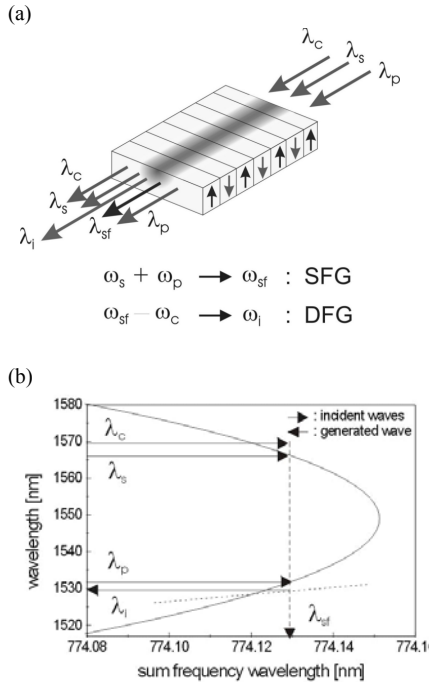 (a)
λc
λs
λp
λc
λs
λi
λsf
λp
ωs + ωp → ωsf : SFG
ωsf − ωc → ωi : DFG
(b)
1580
1570
1560
1550
1540
1530
1520
wavelength [nm]
λc
λs
λp
λi
λsf
: incident waves
: generated wave
774.08
774.10
774.12
774.14
774.16
sum frequency wavelength [nm]